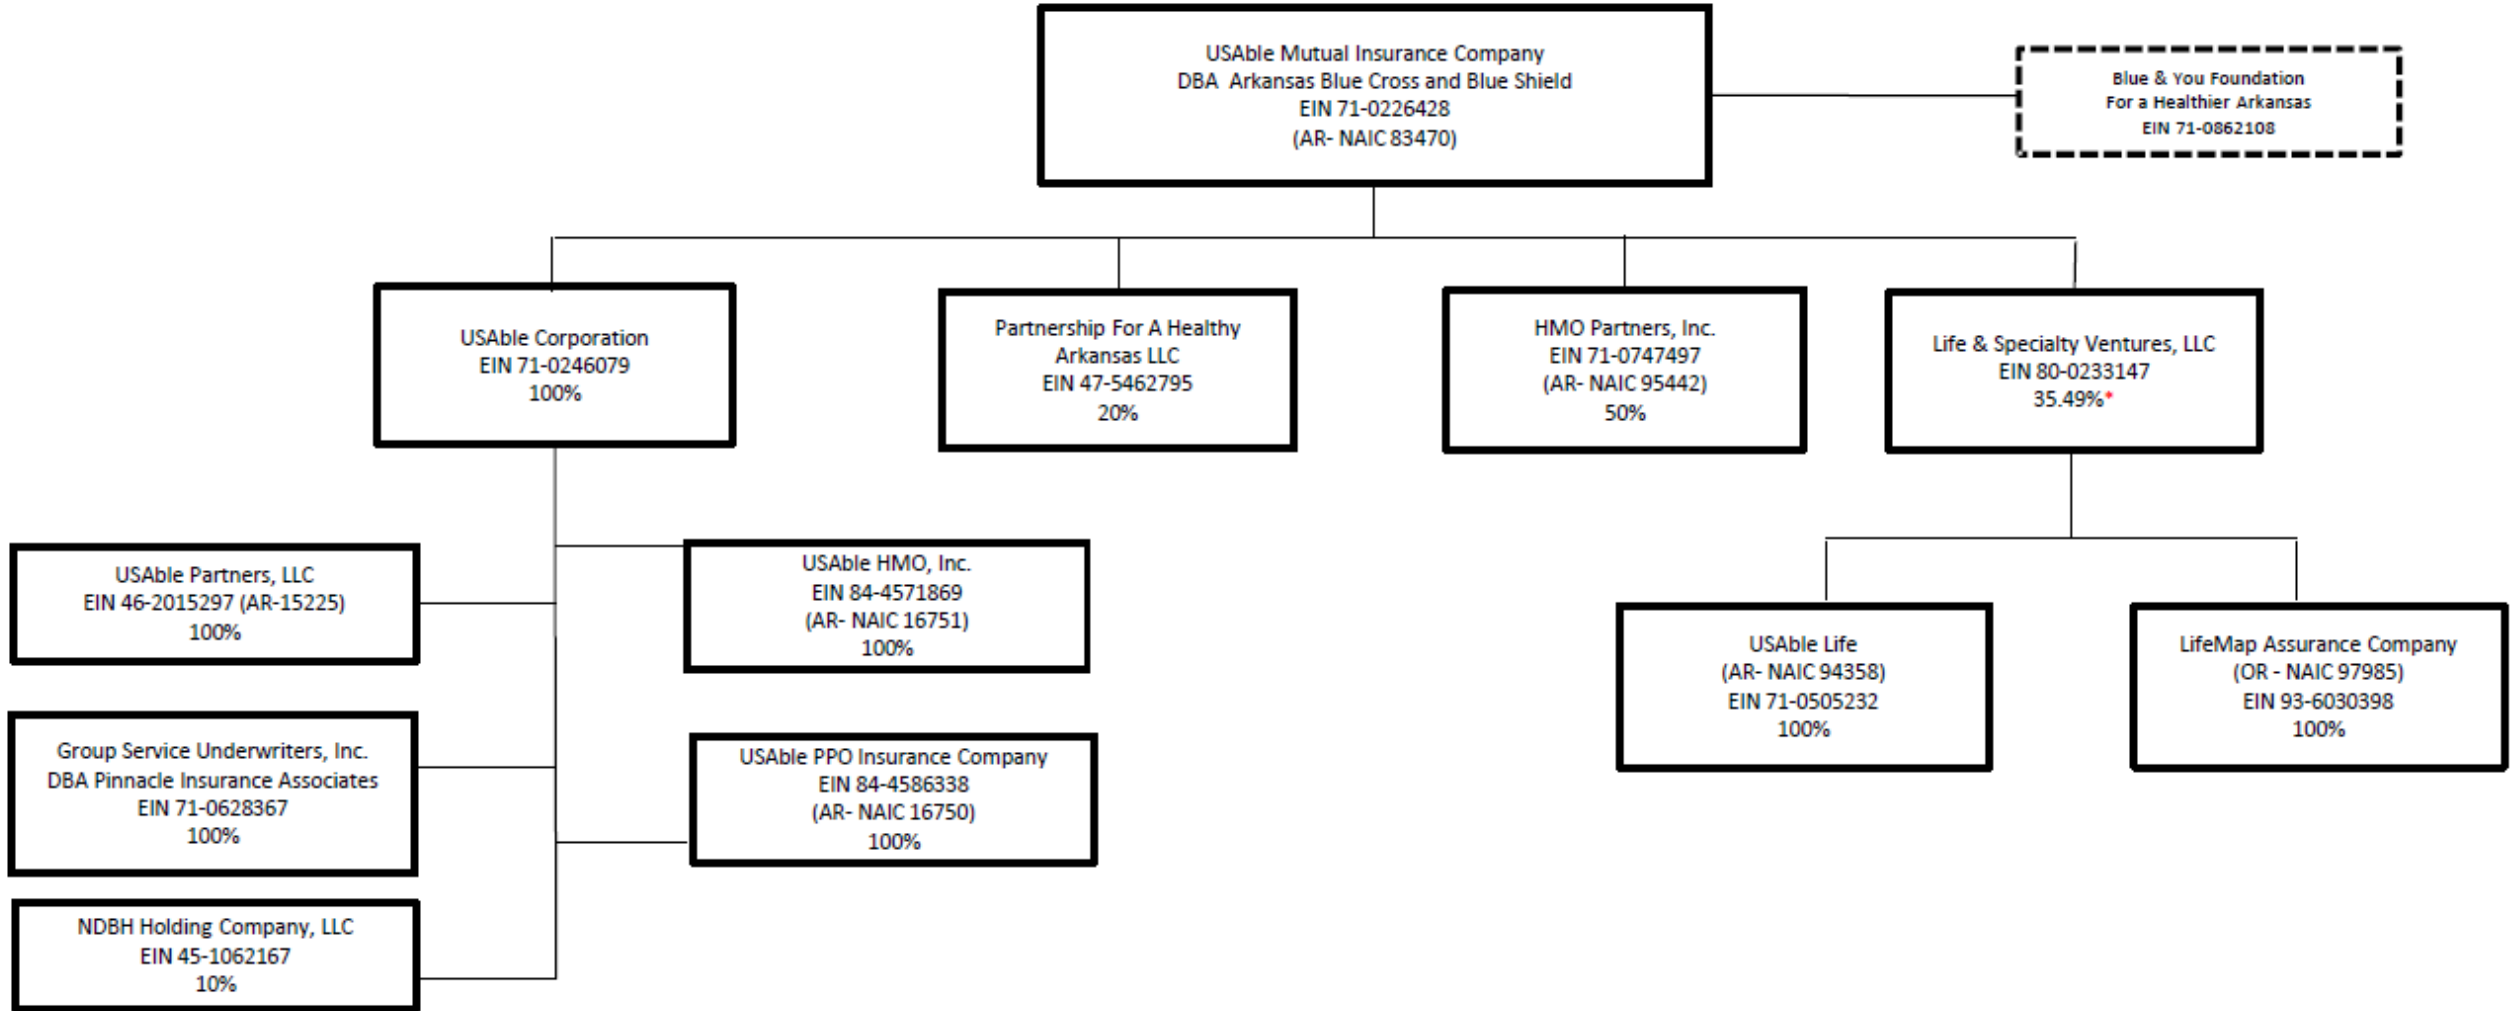 USAble Mutual Insurance Company
DBA Arkansas Blue Cross and Blue Shield
EIN 71-0226428
(AR- NAIC 83470)
Blue & You Foundation
For a Healthier Arkansas
EIN 71-0862108
USAble Corporation
EIN 71-0246079
100%
Partnership For A Healthy
Arkansas LLC
EIN 47-5462795
20%
HMO Partners, Inc.
EIN 71-0747497
(AR- NAIC 95442)
50%
Life & Specialty Ventures, LLC
EIN 80-0233147
35.49%*
USAble Partners, LLC
EIN 46-2015297 (AR-15225)
100%
USAble HMO, Inc.
EIN 84-4571869
(AR- NAIC 16751)
100%
USAble Life
(AR- NAIC 94358)
EIN 71-0505232
100%
LifeMap Assurance Company
(OR - NAIC 97985)
EIN 93-6030398
100%
Group Service Underwriters, Inc.
DBA Pinnacle Insurance Associates
EIN 71-0628367
100%
USAble PPO Insurance Company
EIN 84-4586338
(AR- NAIC 16750)
100%
NDBH Holding Company, LLC
EIN 45-1062167
10%